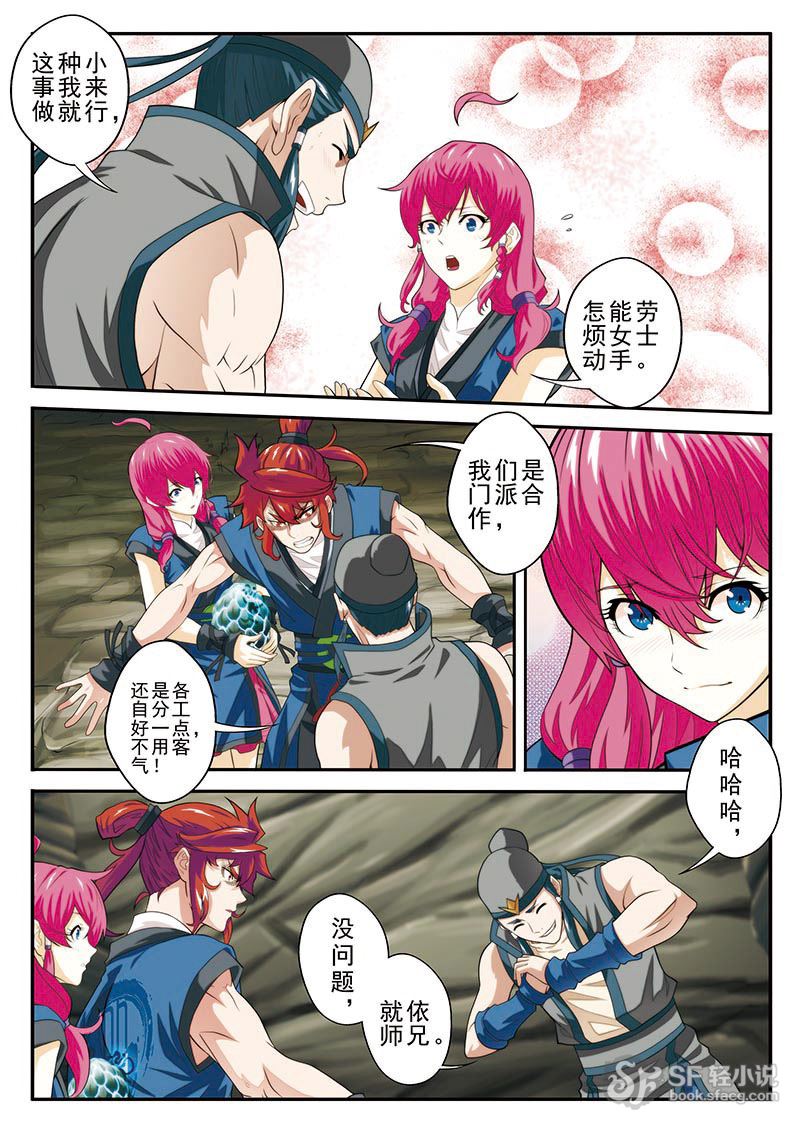 这种小
事我来
做就行，
怎能劳
烦女士
动手。
我们是
门派合
作，
还是各
自分工
好一点，
不用客
气！
哈哈哈，
没问题，
就依
师兄。
SF轻小说
book.sfacg.com